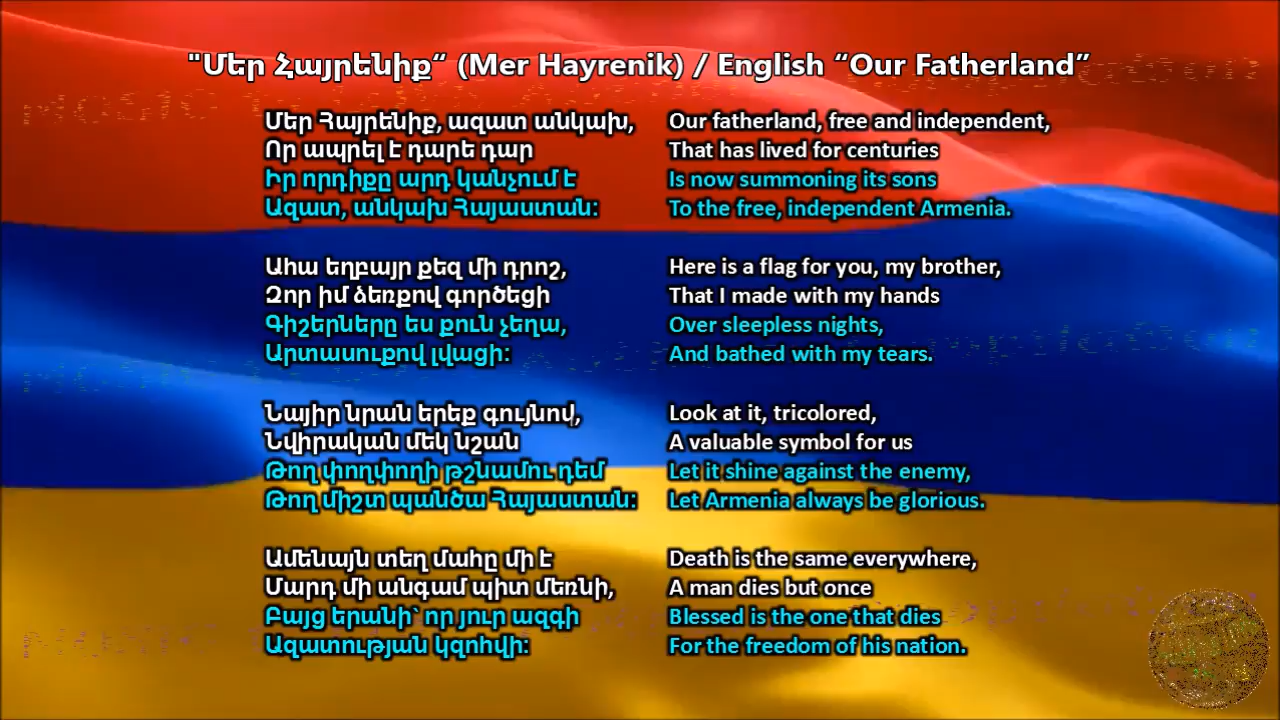 "Մեր Հայրենիք“ (Mer Hayrenik) / English “Our Fatherland”
Մեր Հայրենիք, ազատ անկախ,
Որ ապրել է դարե դար
Իր որդիքը արդ կանչում է
Ազատ, անկախ Հայաստան:
Ահա եղբայր քեզ մի դրոշ,
Զոր իմ ձեռքով գործեցի
Գիշերները ես քուն չեղա,
Արտասուքով լվացի:
Նայիր նրան երեք գույնով,
Նվիրական մեկ նշան
Թող փողփողի թշնամու դեմ
Թող միշտ պանծա Հայաստան:
Ամենայն տեղ մահը մի է
Մարդ մի անգամ պիտ մեռնի,
Բայց երանի՝ որ յուր ազգի
Ազատության կզոհվի:
Our fatherland, free and independent,
That has lived for centuries
Is now summoning its sons
To the free, independent Armenia.
Here is a flag for you, my brother,
That I made with my hands
Over sleepless nights,
And bathed with my tears.
Look at it, tricolored,
A valuable symbol for us
Let it shine against the enemy,
Let Armenia always be glorious.
Death is the same everywhere,
A man dies but once
Blessed is the one that dies
For the freedom of his nation.